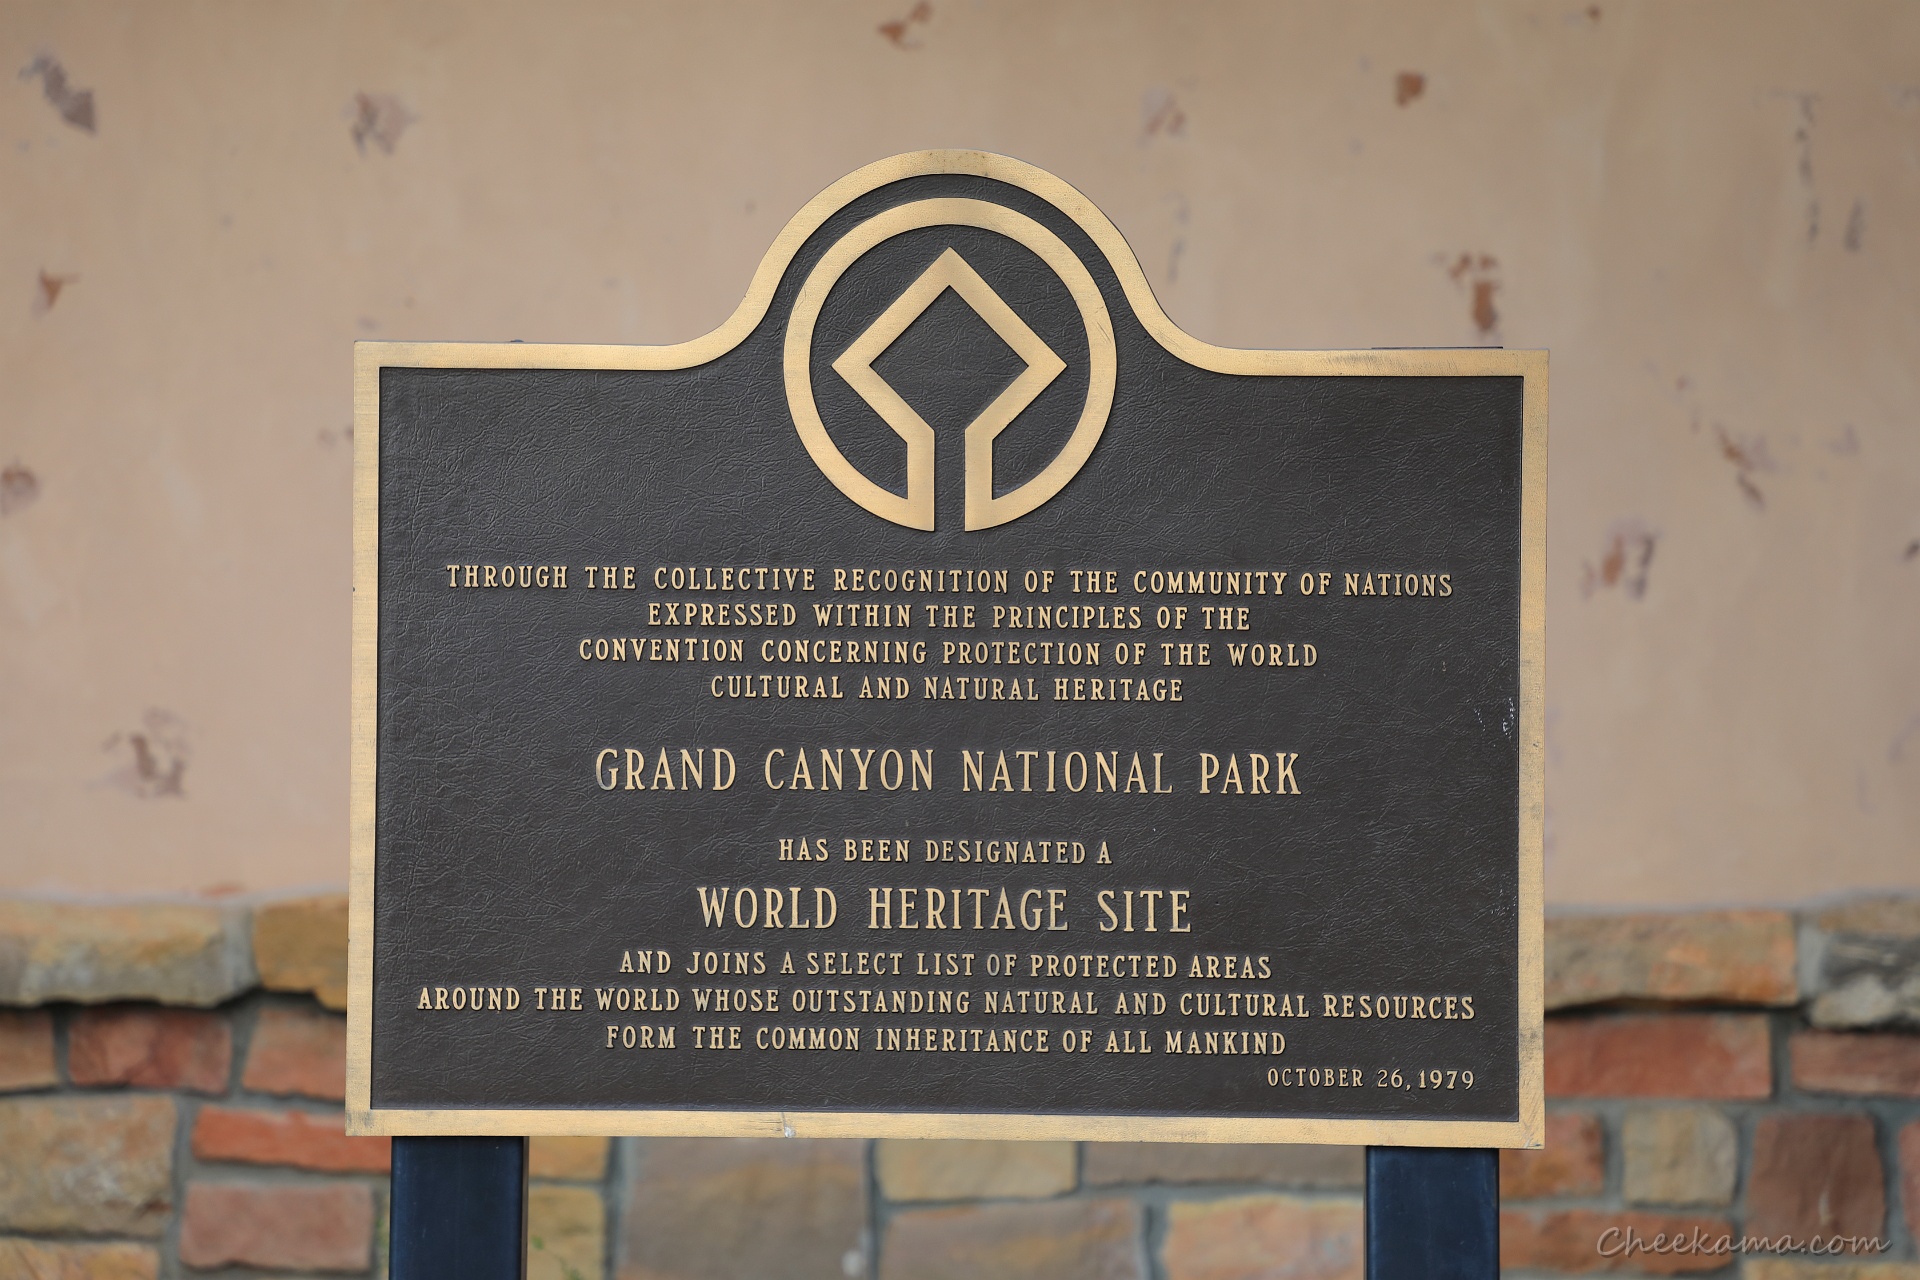 THROUGH THE COLLECTIVE RECOGNITION OF THE COMMUNITY OF NATIONS
EXPRESSED WITHIN THE PRINCIPLES OF THE
CONVENTION CONCERNING PROTECTION OF THE WORLD
CULTURAL AND NATURAL HERITAGE
GRAND CANYON NATIONAL PARK
HAS BEEN DESIGNATED A
WORLD HERITAGE SITE
AND JOINS A SELECT LIST OF PROTECTED AREAS
AROUND THE WORLD WHOSE OUTSTANDING NATURAL AND CULTURAL RESOURCES
FORM THE COMMON INHERITANCE OF ALL MANKIND
OCTOBER 26, 1979
Cheekama.com